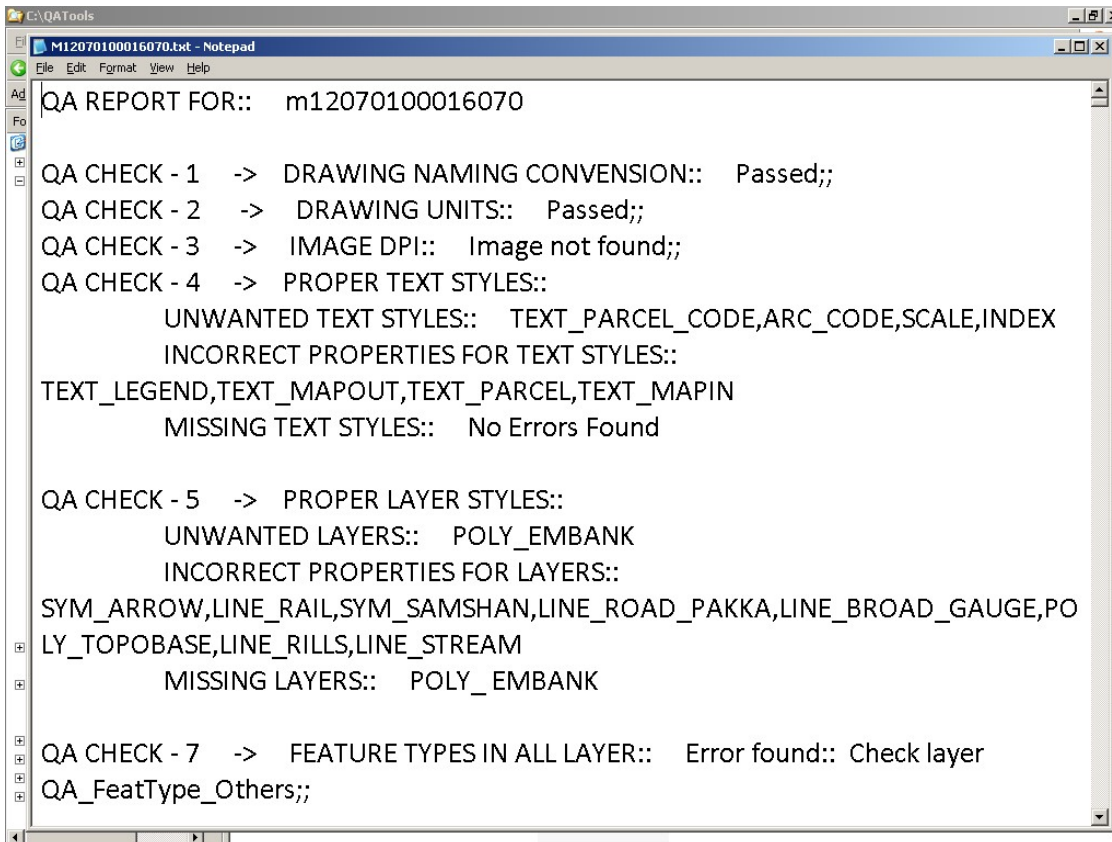 C:\QATools
M12070100016070.txt - Notepad
File Edit Format View Help
Ad
Fo
QA REPORT FOR:: m12070100016070
QA CHECK - 1 -> DRAWING NAMING CONVENSION:: Passed;;
QA CHECK - 2 -> DRAWING UNITS:: Passed;;
QA CHECK - 3 -> IMAGE DPI:: Image not found;;
QA CHECK - 4 -> PROPER TEXT STYLES::
UNWANTED TEXT STYLES:: TEXT_PARCEL_CODE,ARC_CODE,SCALE,INDEX
INCORRECT PROPERTIES FOR TEXT STYLES::
TEXT_LEGEND,TEXT_MAPOUT,TEXT_PARCEL,TEXT_MAPIN
MISSING TEXT STYLES:: No Errors Found
QA CHECK - 5 -> PROPER LAYER STYLES::
UNWANTED LAYERS:: POLY_EMBANK
INCORRECT PROPERTIES FOR LAYERS::
SYM_ARROW,LINE_RAIL,SYM_SAMSHAN,LINE_ROAD_PAKKA,LINE_BROAD_GAUGE,PO
LY_TOPOBASE,LINE_RILLS,LINE_STREAM
MISSING LAYERS:: POLY_ EMBANK
QA CHECK - 7 -> FEATURE TYPES IN ALL LAYER:: Error found:: Check layer
QA_FeatType_Others;;